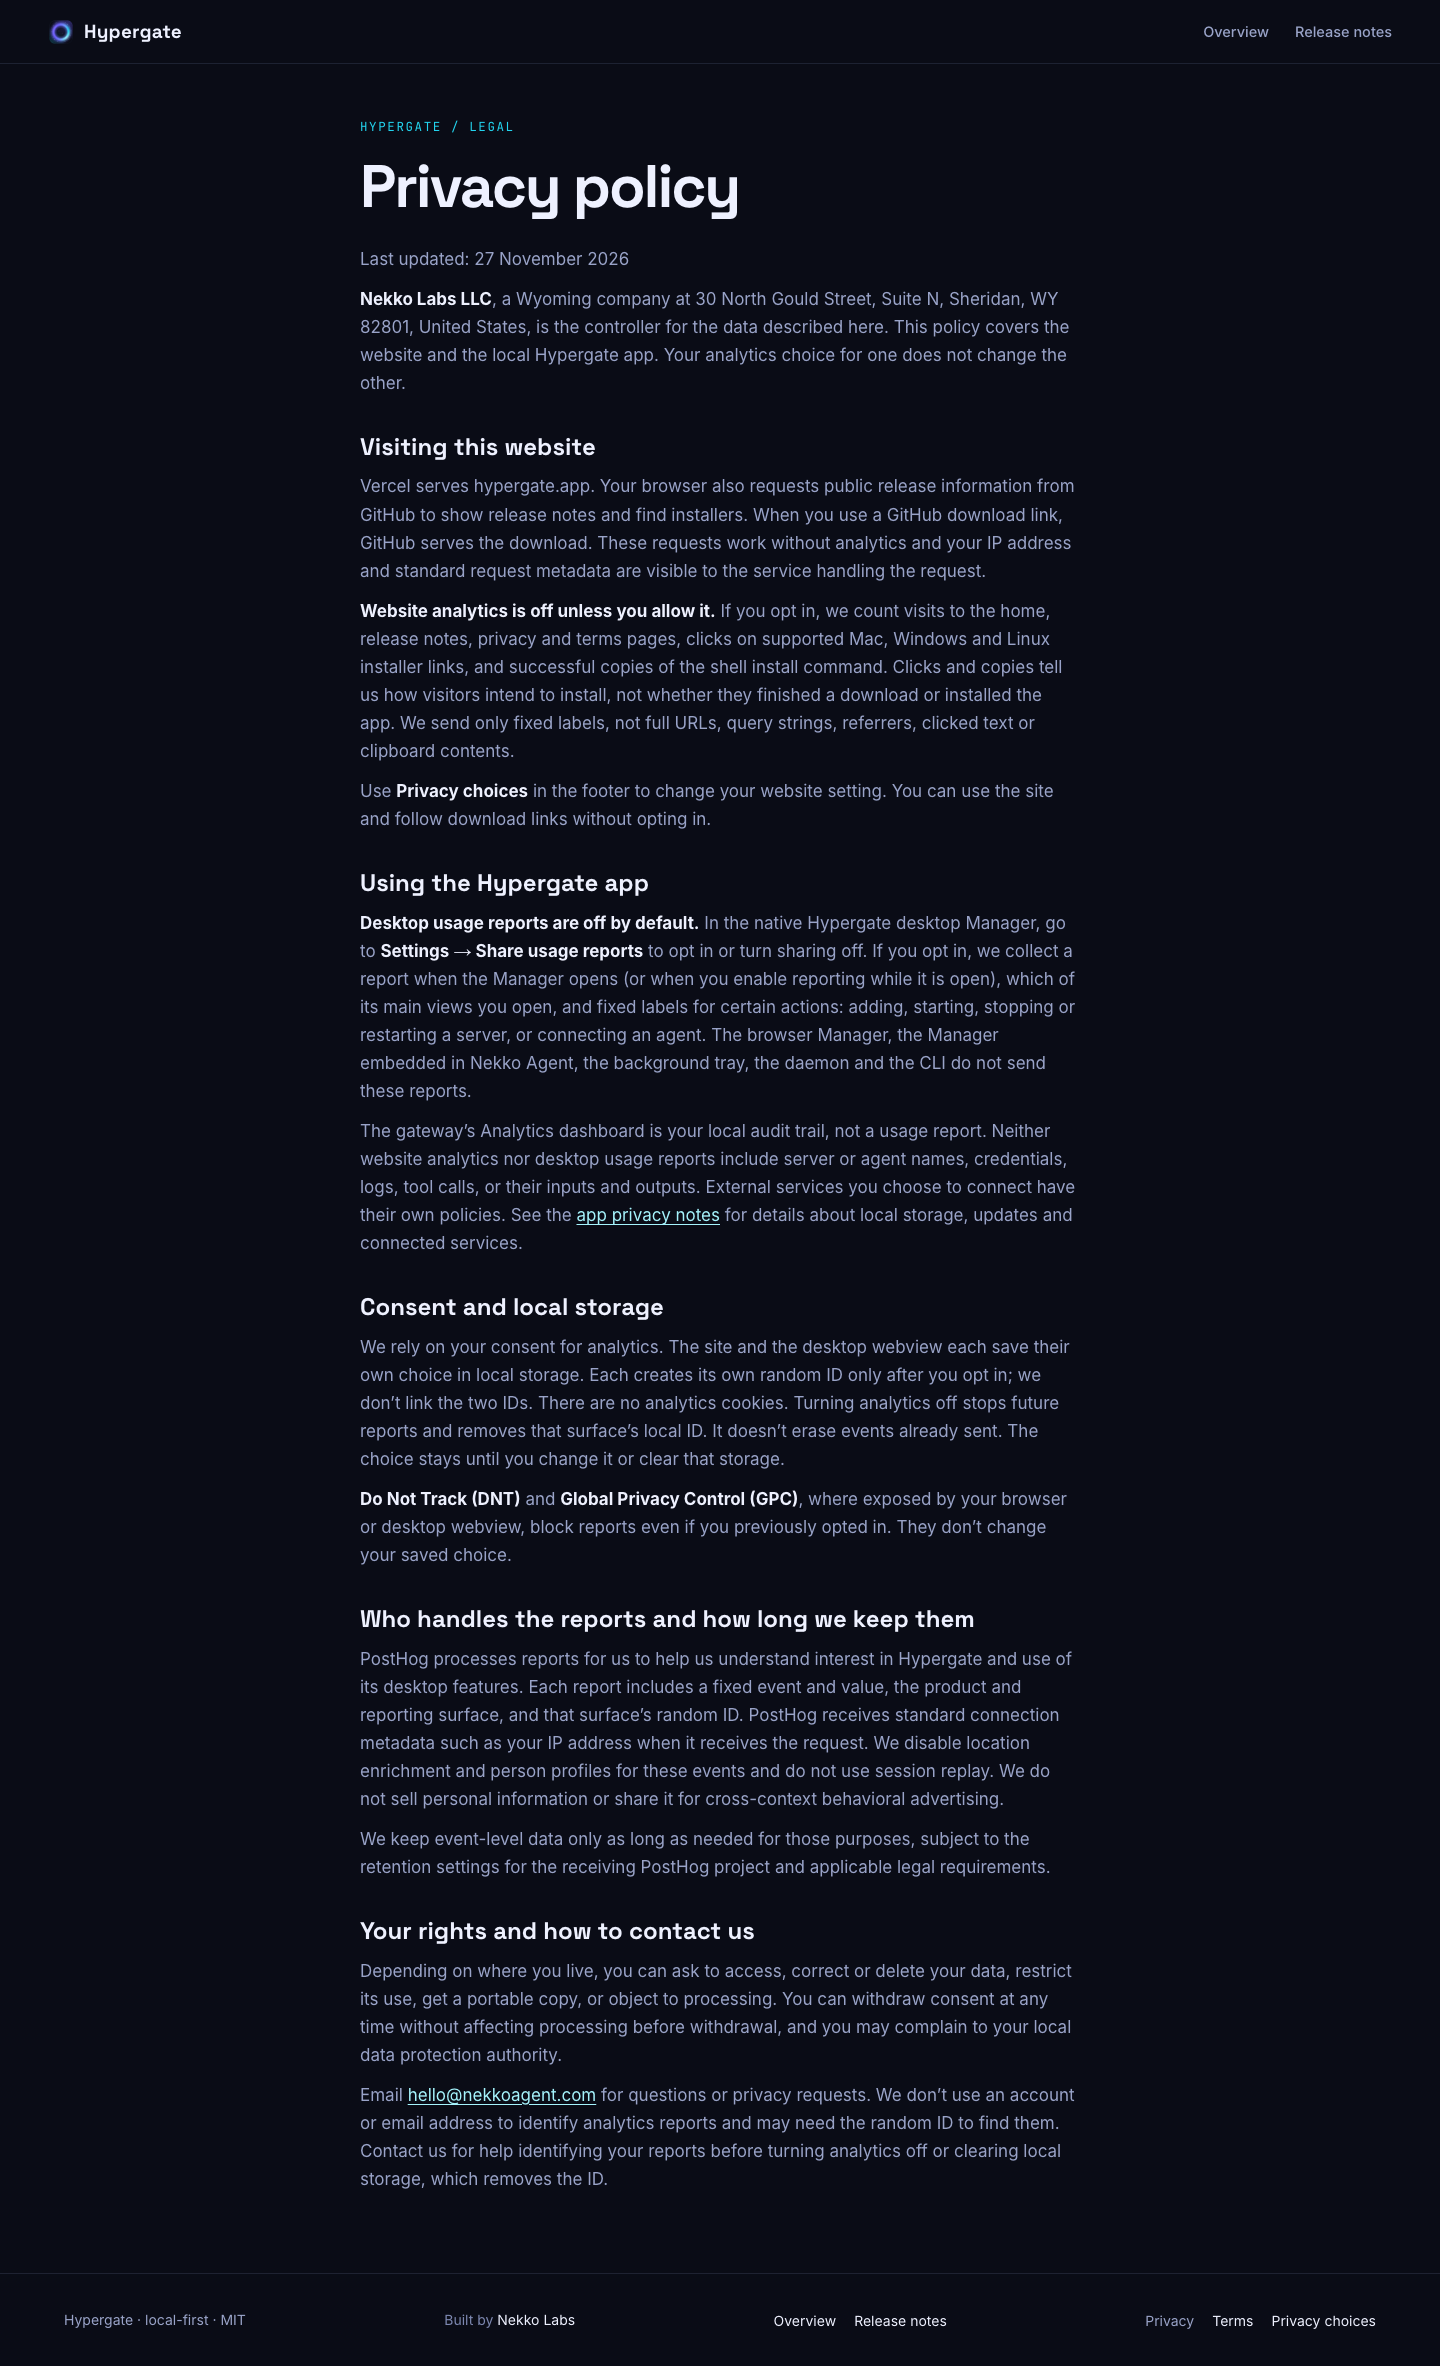 Hypergate
Overview
Release notes
HYPERGATE / LEGAL
Privacy policy
Last updated: 27 November 2026
Nekko Labs LLC, a Wyoming company at 30 North Gould Street, Suite N, Sheridan, WY
82801, United States, is the controller for the data described here. This policy covers the
website and the local Hypergate app. Your analytics choice for one does not change the
other.
Visiting this website
Vercel serves hypergate.app. Your browser also requests public release information from
GitHub to show release notes and find installers. When you use a GitHub download link,
GitHub serves the download. These requests work without analytics and your IP address
and standard request metadata are visible to the service handling the request.
Website analytics is off unless you allow it. If you opt in, we count visits to the home,
release notes, privacy and terms pages, clicks on supported Mac, Windows and Linux
installer links, and successful copies of the shell install command. Clicks and copies tell
us how visitors intend to install, not whether they finished a download or installed the
app. We send only fixed labels, not full URLs, query strings, referrers, clicked text or
clipboard contents.
Use Privacy choices in the footer to change your website setting. You can use the site
and follow download links without opting in.
Using the Hypergate app
Desktop usage reports are off by default. In the native Hypergate desktop Manager, go
to Settings → Share usage reports to opt in or turn sharing off. If you opt in, we collect a
report when the Manager opens (or when you enable reporting while it is open), which of
its main views you open, and fixed labels for certain actions: adding, starting, stopping or
restarting a server, or connecting an agent. The browser Manager, the Manager
embedded in Nekko Agent, the background tray, the daemon and the CLI do not send
these reports.
The gateway’s Analytics dashboard is your local audit trail, not a usage report. Neither
website analytics nor desktop usage reports include server or agent names, credentials,
logs, tool calls, or their inputs and outputs. External services you choose to connect have
their own policies. See the app privacy notes for details about local storage, updates and
connected services.
Consent and local storage
We rely on your consent for analytics. The site and the desktop webview each save their
own choice in local storage. Each creates its own random ID only after you opt in; we
don’t link the two IDs. There are no analytics cookies. Turning analytics off stops future
reports and removes that surface’s local ID. It doesn’t erase events already sent. The
choice stays until you change it or clear that storage.
Do Not Track (DNT) and Global Privacy Control (GPC), where exposed by your browser
or desktop webview, block reports even if you previously opted in. They don’t change
your saved choice.
Who handles the reports and how long we keep them
PostHog processes reports for us to help us understand interest in Hypergate and use of
its desktop features. Each report includes a fixed event and value, the product and
reporting surface, and that surface’s random ID. PostHog receives standard connection
metadata such as your IP address when it receives the request. We disable location
enrichment and person profiles for these events and do not use session replay. We do
not sell personal information or share it for cross-context behavioral advertising.
We keep event-level data only as long as needed for those purposes, subject to the
retention settings for the receiving PostHog project and applicable legal requirements.
Your rights and how to contact us
Depending on where you live, you can ask to access, correct or delete your data, restrict
its use, get a portable copy, or object to processing. You can withdraw consent at any
time without affecting processing before withdrawal, and you may complain to your local
data protection authority.
Email hello@nekkoagent.com for questions or privacy requests. We don’t use an account
or email address to identify analytics reports and may need the random ID to find them.
Contact us for help identifying your reports before turning analytics off or clearing local
storage, which removes the ID.
Hypergate · local-first · MIT
Built by Nekko Labs
Overview
Release notes
Privacy
Terms
Privacy choices